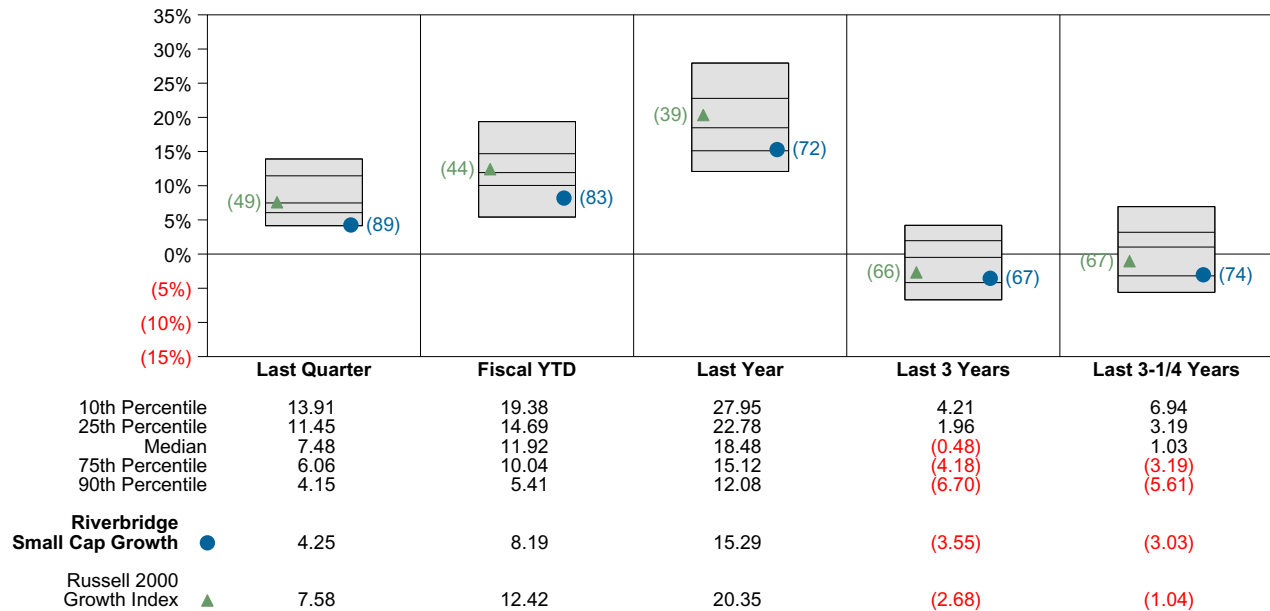 35%
30%
25%
20%
15%
10%
5%
0%
(5%)
(10%)
(15%)
(49)
(89)
(44)
(83)
(39)
(72)
(66)
(67)
(67)
(74)
Last Quarter Fiscal YTD Last Year Last 3 Years Last 3-1/4 Years
10th Percentile 13.91 19.38 27.95 4.21 6.94
25th Percentile 11.45 14.69 22.78 1.96 3.19
Median 7.48 11.92 18.48 (0.48) 1.03
75th Percentile 6.06 10.04 15.12 (4.18) (3.19)
90th Percentile 4.15 5.41 12.08 (6.70) (5.61)
Riverbridge
Small Cap Growth 4.25 8.19 15.29 (3.55) (3.03)
Russell 2000
Growth Index 7.58 12.42 20.35 (2.68) (1.04)